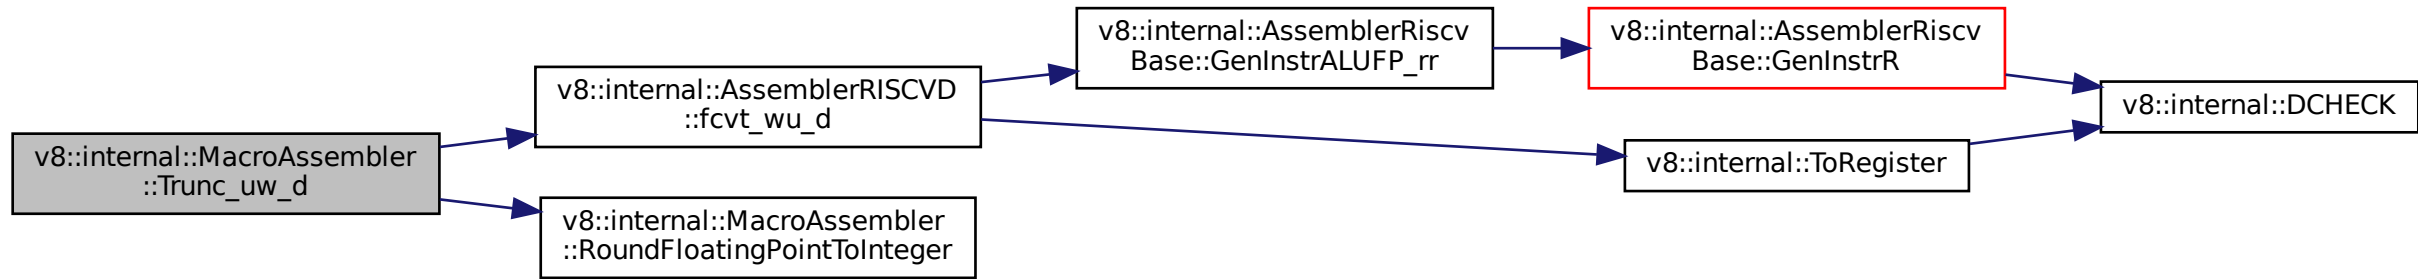 v8::internal::MacroAssembler
::Trunc_uw_d
v8::internal::AssemblerRISCVD
::fcvt_wu_d
v8::internal::AssemblerRiscv
Base::GenInstrALUFP_rr
v8::internal::AssemblerRiscv
Base::GenInstrR
v8::internal::DCHECK
v8::internal::ToRegister
v8::internal::MacroAssembler
::RoundFloatingPointToInteger